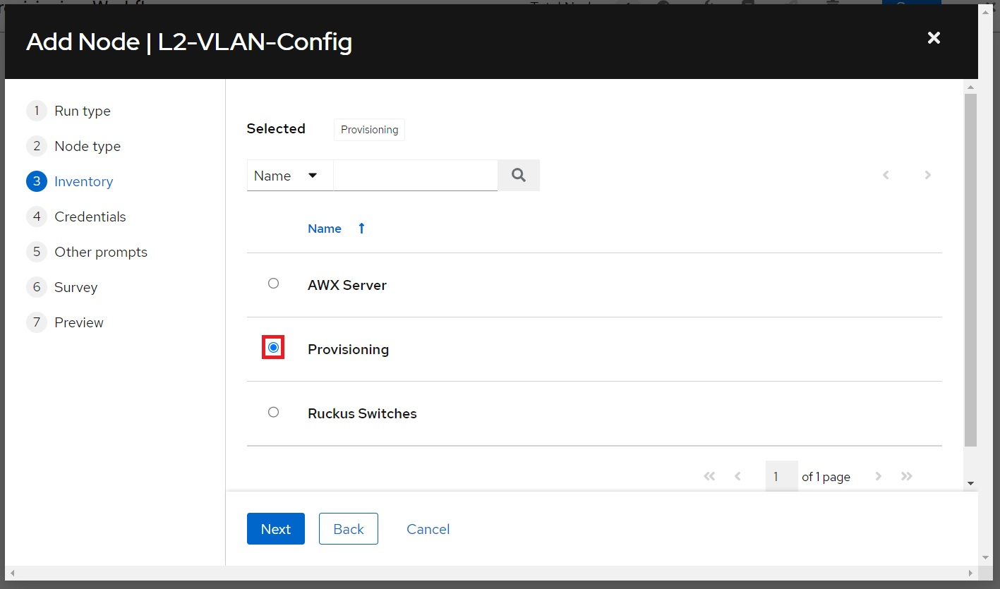 Add Node | L2-VLAN-Config
1 Run type
2 Node type
3 Inventory
4 Credentials
5 Other prompts
6 Survey
7 Preview
Selected Provisioning
Name
Name
AWX Server
Provisioning
Ruckus Switches
1 of 1 page
Next Back Cancel